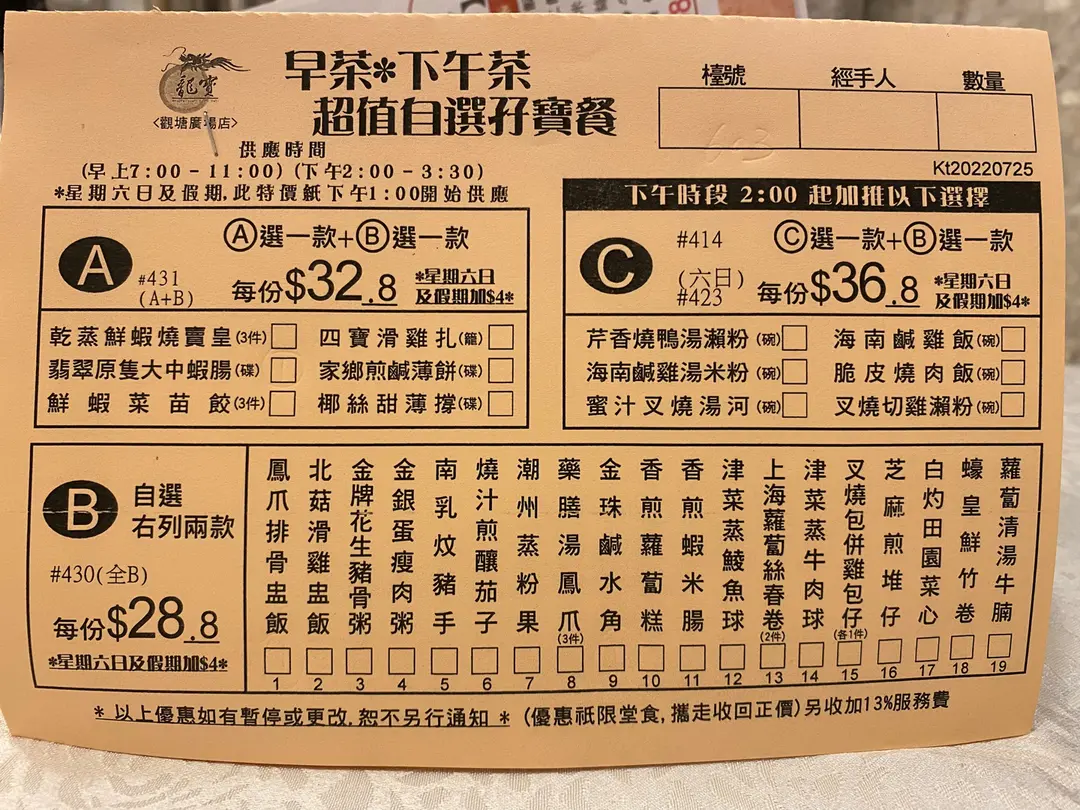 龍寶
<觀塘廣場店>
早茶*下午茶
超值自選孖寶餐
供應時間
(早上7:00-11:00)(下午2:00-3:30)
*星期六日及假期,此特價紙下午1:00開始供應
檯號 經手人 數量
Kt20220725
A
#431
(A+B)
Ⓐ選一款+Ⓑ選一款
每份$32.8
*星期六日
及假期加$4*
乾蒸鮮蝦燒賣皇(3件) 四寶滑雞扎(籠)
翡翠原隻大中蝦腸(碟) 家鄉煎鹹薄餅(碟)
鮮蝦菜苗餃(3件) 椰絲甜薄撐(碟)
下午時段 2:00 起加推以下選擇
C
#414
(六日)
#423
Ⓒ選一款+Ⓑ選一款
每份$36.8
*星期六日
及假期加$4*
芹香燒鴨湯瀨粉(碗) 海南鹹雞飯(碗)
海南鹹雞湯米粉(碗) 脆皮燒肉飯(碗)
蜜汁叉燒湯河(碗) 叉燒切雞瀨粉(碗)
B
自選
右列兩款
#430(全B)
每份$28.8
*星期六日及假期加$4*
鳳爪排骨盅飯 1
北菇滑雞盅飯 2
金牌花生豬骨粥 3
金銀蛋瘦肉粥 4
南乳炆豬手 5
燒汁煎釀茄子 6
潮州蒸粉果 7
藥膳湯鳳爪(3件) 8
金珠鹹水角 9
香煎蘿蔔糕 10
香煎蝦米腸 11
津菜蒸鯪魚球 12
上海蘿蔔絲春卷(2件) 13
津菜蒸牛肉球 14
叉燒包併雞包仔(各1件) 15
芝麻煎堆仔 16
白灼田園菜心 17
蠔皇鮮竹卷 18
蘿蔔清湯牛腩 19
*以上優惠如有暫停或更改,恕不另行通知* (優惠祇限堂食,攜走收回正價)另收加13%服務費